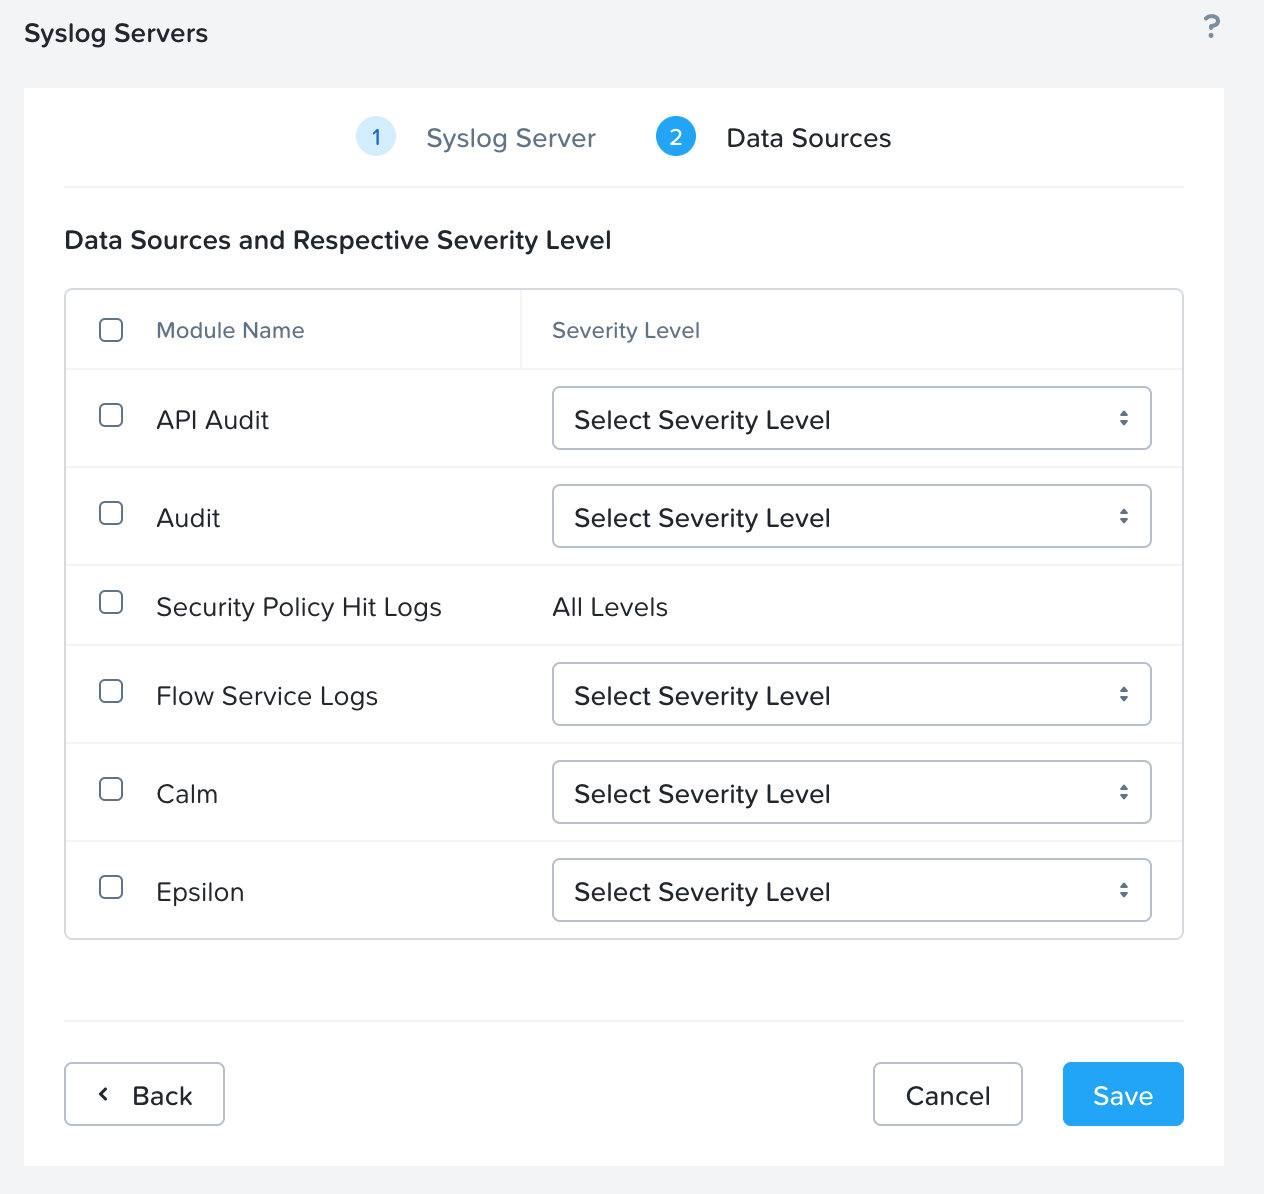 Syslog Servers
?
1 Syslog Server 2 Data Sources
Data Sources and Respective Severity Level
Module Name Severity Level
API Audit Select Severity Level
Audit Select Severity Level
Security Policy Hit Logs All Levels
Flow Service Logs Select Severity Level
Calm Select Severity Level
Epsilon Select Severity Level
Back Cancel Save